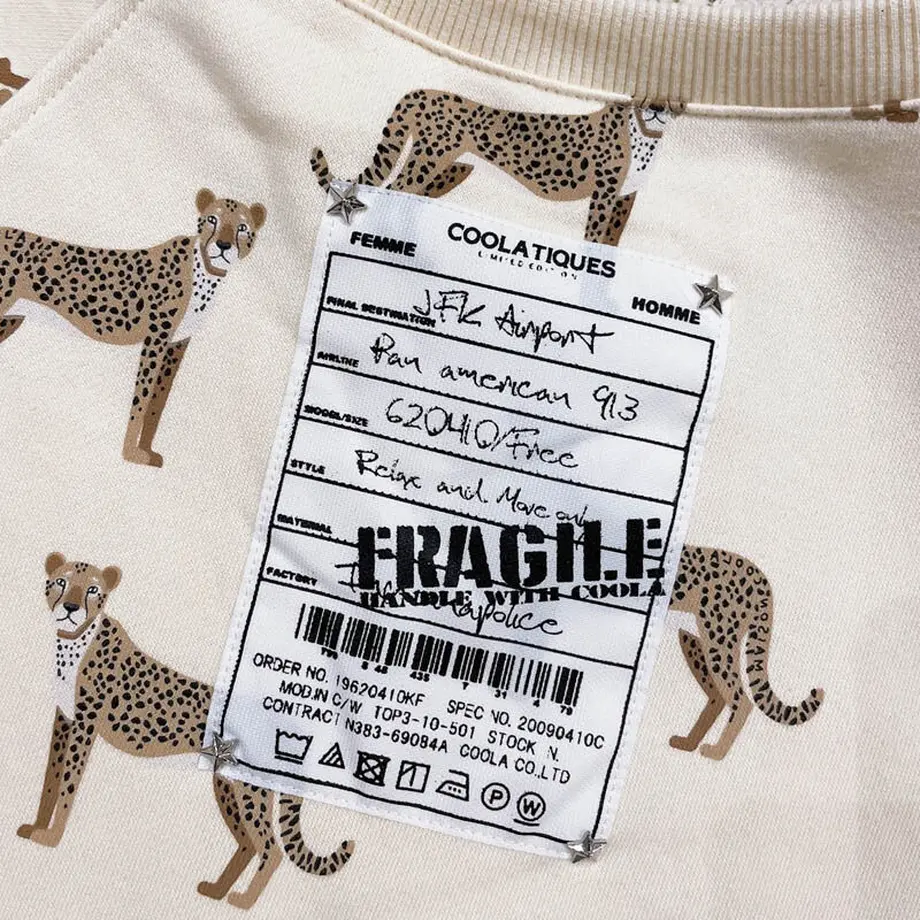 COOLATIQUES
LIMITED EDITION
FEMME
HOMME
FINAL DESTINATION JFK Airport
AIRLINE Pan american 913
MODEL/SIZE 620410/Free
STYLE Relax and Move on
MATERIAL
FRAGILE
HANDLE WITH COOLA
FACTORY
ORDER NO. 19620410KF SPEC NO. 20090410C
MOD.IN C/W TOP3-10-501 STOCK N.
CONTRACT N383-69084A COOLA CO.,LTD
P
W